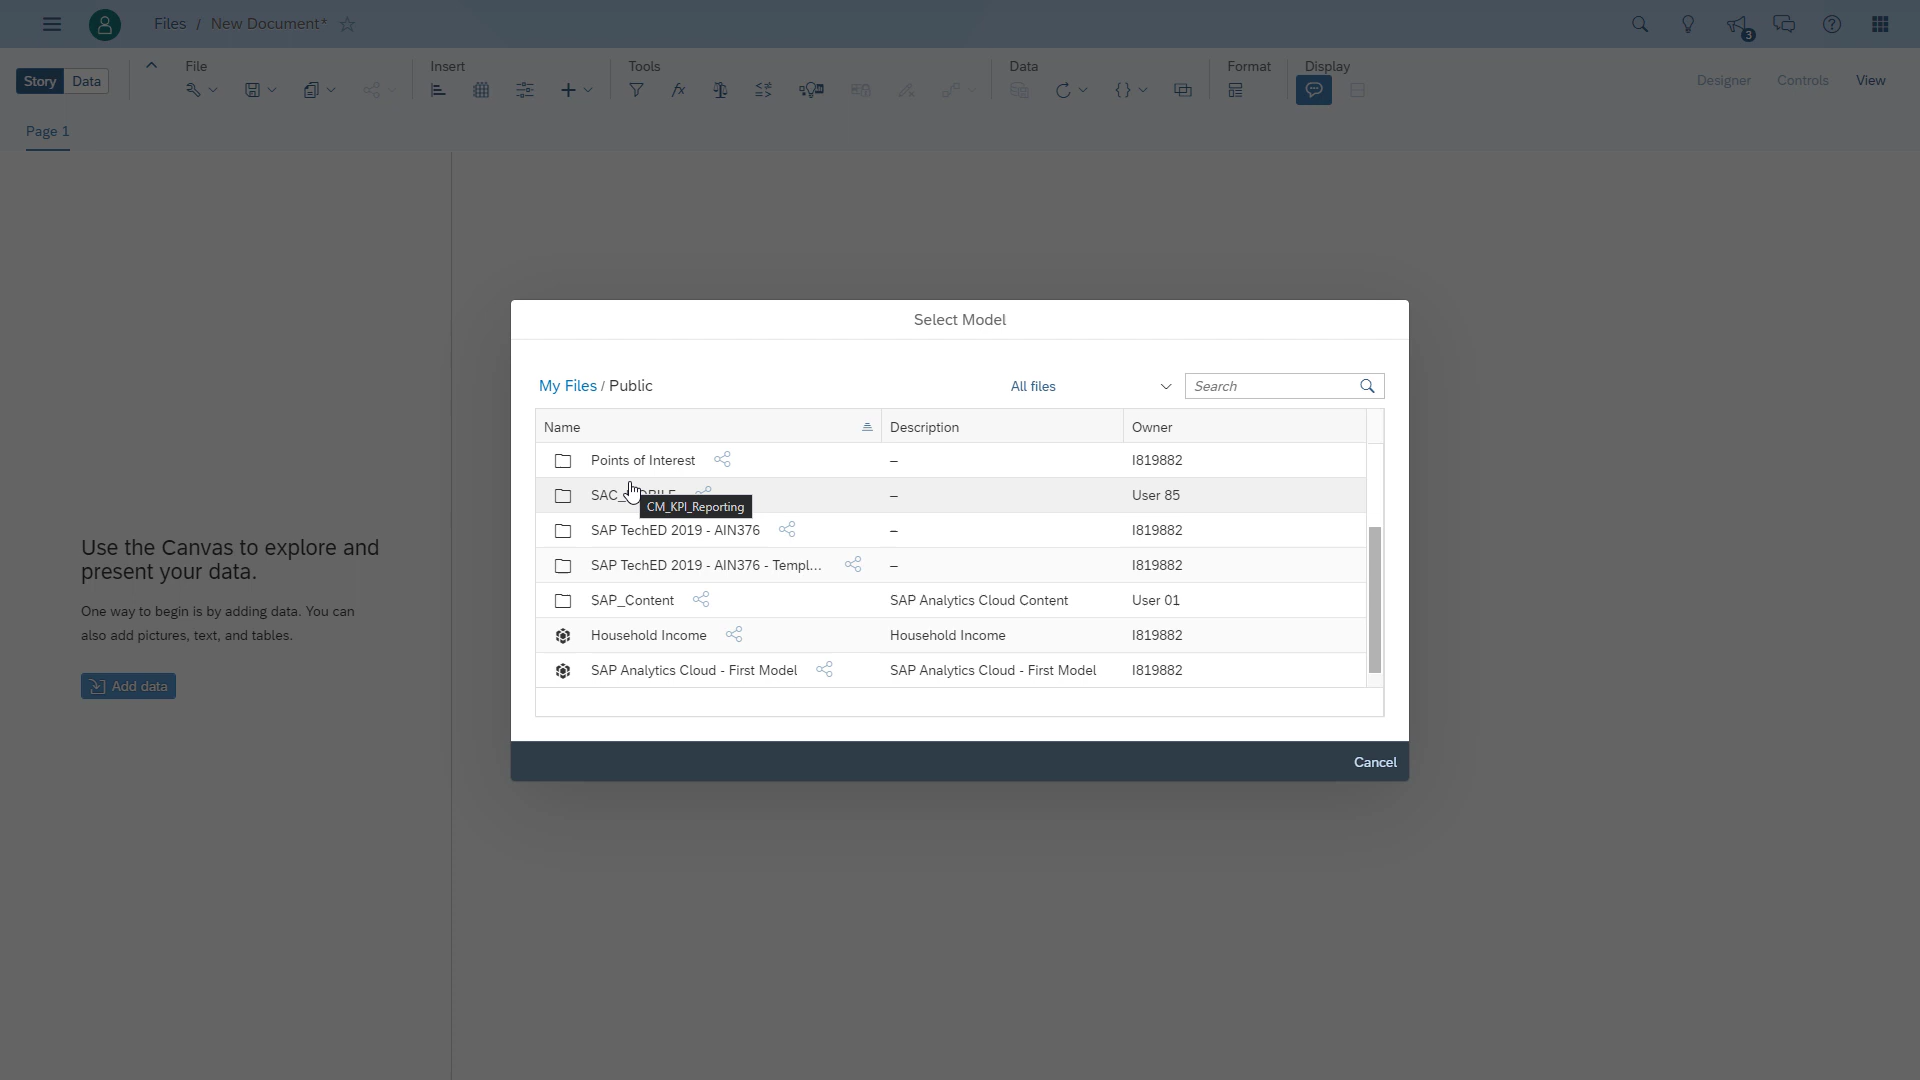 Files / New Document*
3
Story Data
File
Insert
Tools
Data
Format
Display
Designer Controls View
Page 1
Use the Canvas to explore and
present your data.
One way to begin is by adding data. You can
also add pictures, text, and tables.
Add data
Select Model
My Files / Public
All files
Search
Name Description Owner
Points of Interest – I819882
CM_KPI_Reporting
– User 85
SAP TechED 2019 - AIN376 – I819882
SAP TechED 2019 - AIN376 - Templ... – I819882
SAP_Content SAP Analytics Cloud Content User 01
Household Income Household Income I819882
SAP Analytics Cloud - First Model SAP Analytics Cloud - First Model I819882
Cancel